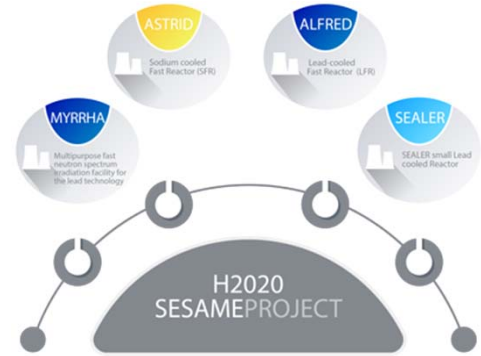 ASTRID
Sodium cooled
Fast Reactor (SFR)
ALFRED
Lead-cooled
Fast Reactor (LFR)
MYRRHA
Multipurpose fast
neutron spectrum
irradiation facility for
the lead technology
SEALER
SEALER small Lead
cooled Reactor
H2020
SESAMEPROJECT